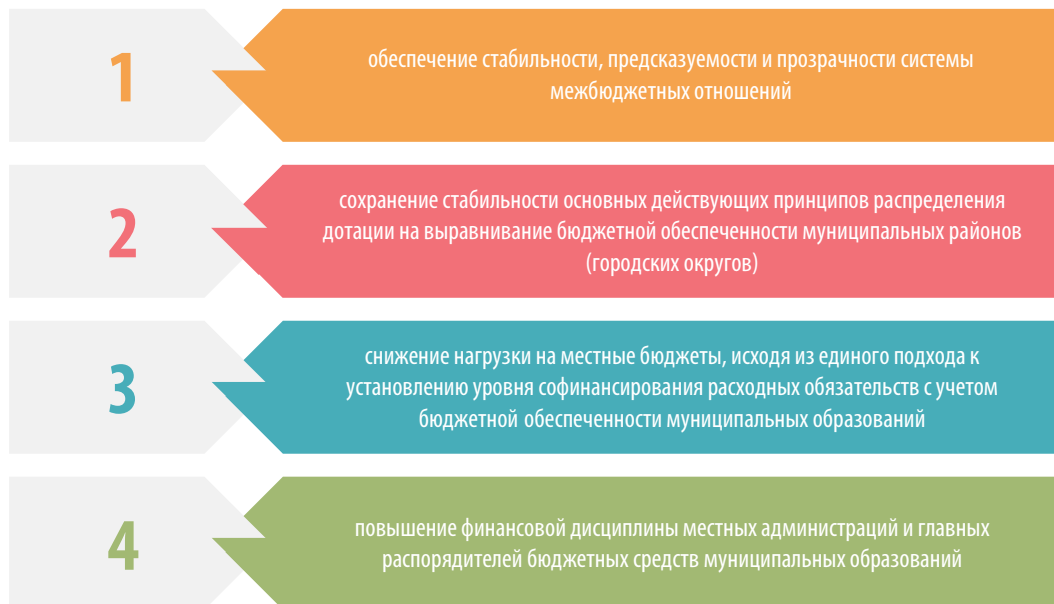 1
обеспечение стабильности, предсказуемости и прозрачности системы
межбюджетных отношений
2
сохранение стабильности основных действующих принципов распределения
дотации на выравнивание бюджетной обеспеченности муниципальных районов
(городских округов)
3
снижение нагрузки на местные бюджеты, исходя из единого подхода к
установлению уровня софинансирования расходных обязательств с учетом
бюджетной обеспеченности муниципальных образований
4
повышение финансовой дисциплины местных администраций и главных
распорядителей бюджетных средств муниципальных образований